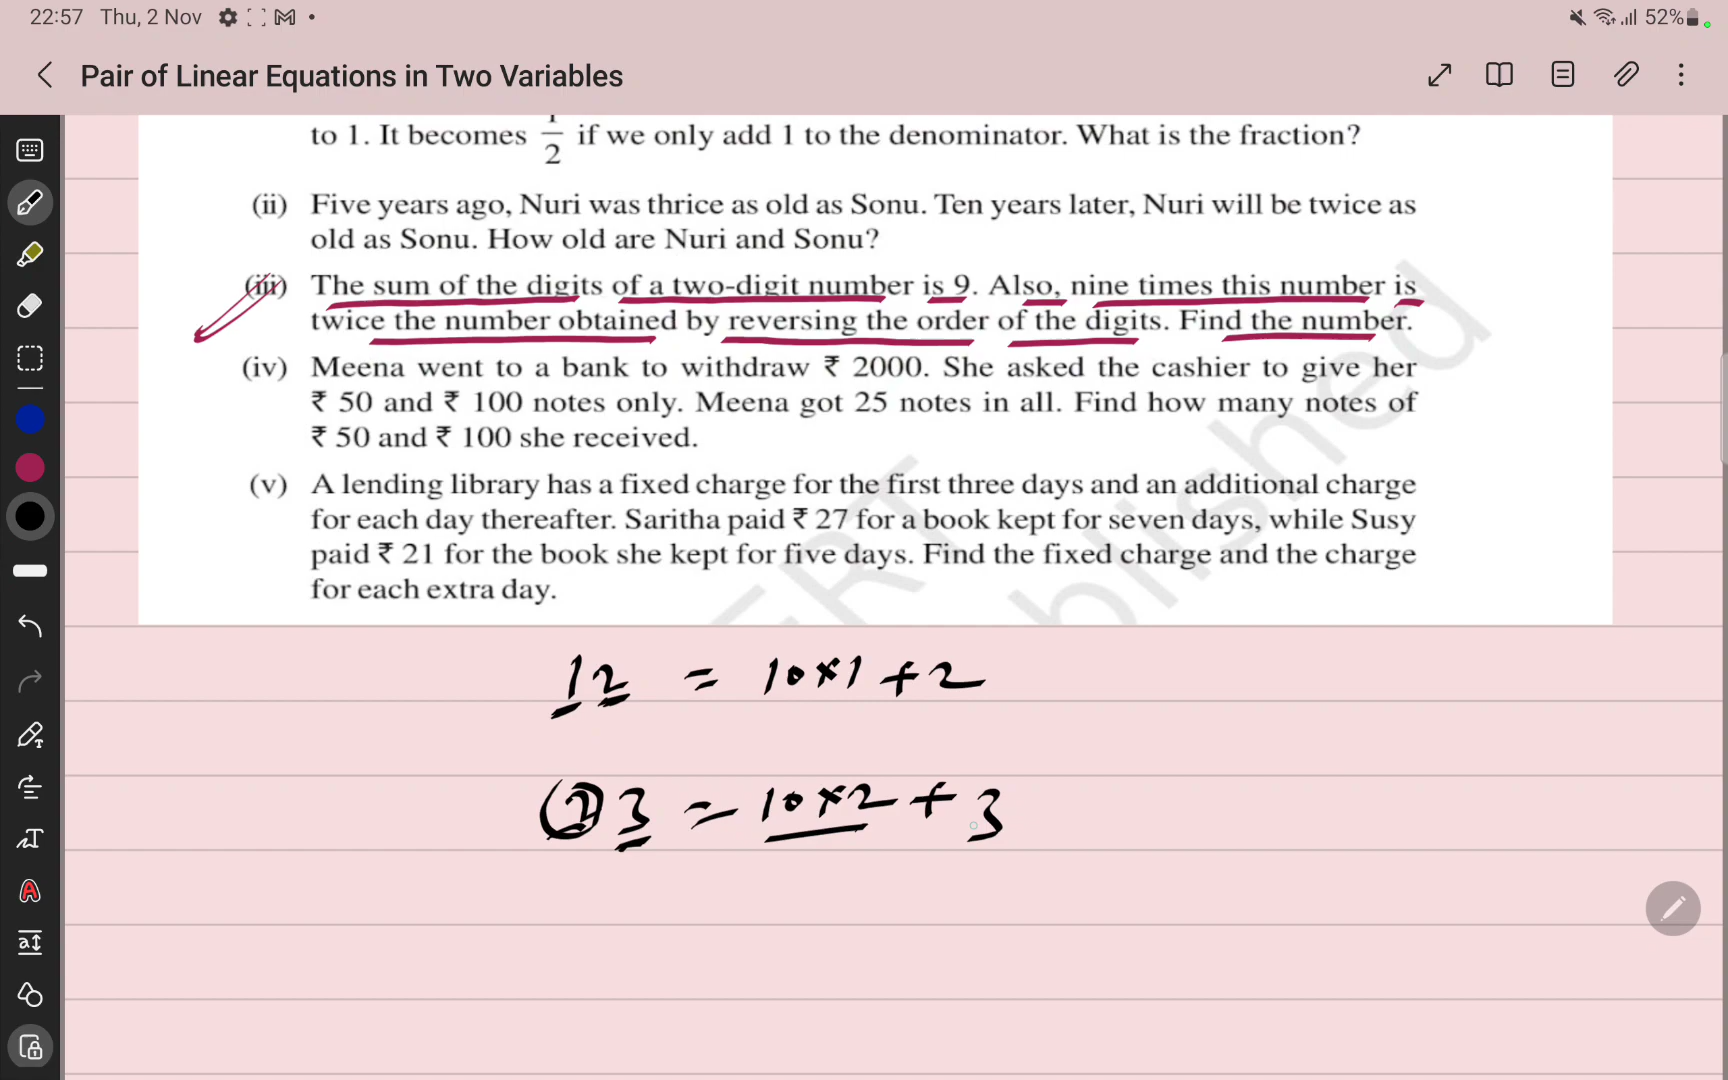 22:57 Thu, 2 Nov 52%
Pair of Linear Equations in Two Variables
to 1. It becomes 1/2 if we only add 1 to the denominator. What is the fraction?
(ii) Five years ago, Nuri was thrice as old as Sonu. Ten years later, Nuri will be twice as
old as Sonu. How old are Nuri and Sonu?
(iii) The sum of the digits of a two-digit number is 9. Also, nine times this number is
twice the number obtained by reversing the order of the digits. Find the number.
(iv) Meena went to a bank to withdraw ₹ 2000. She asked the cashier to give her
₹ 50 and ₹ 100 notes only. Meena got 25 notes in all. Find how many notes of
₹ 50 and ₹ 100 she received.
(v) A lending library has a fixed charge for the first three days and an additional charge
for each day thereafter. Saritha paid ₹ 27 for a book kept for seven days, while Susy
paid ₹ 21 for the book she kept for five days. Find the fixed charge and the charge
for each extra day.
12 = 10×1+2
23 = 10×2+3